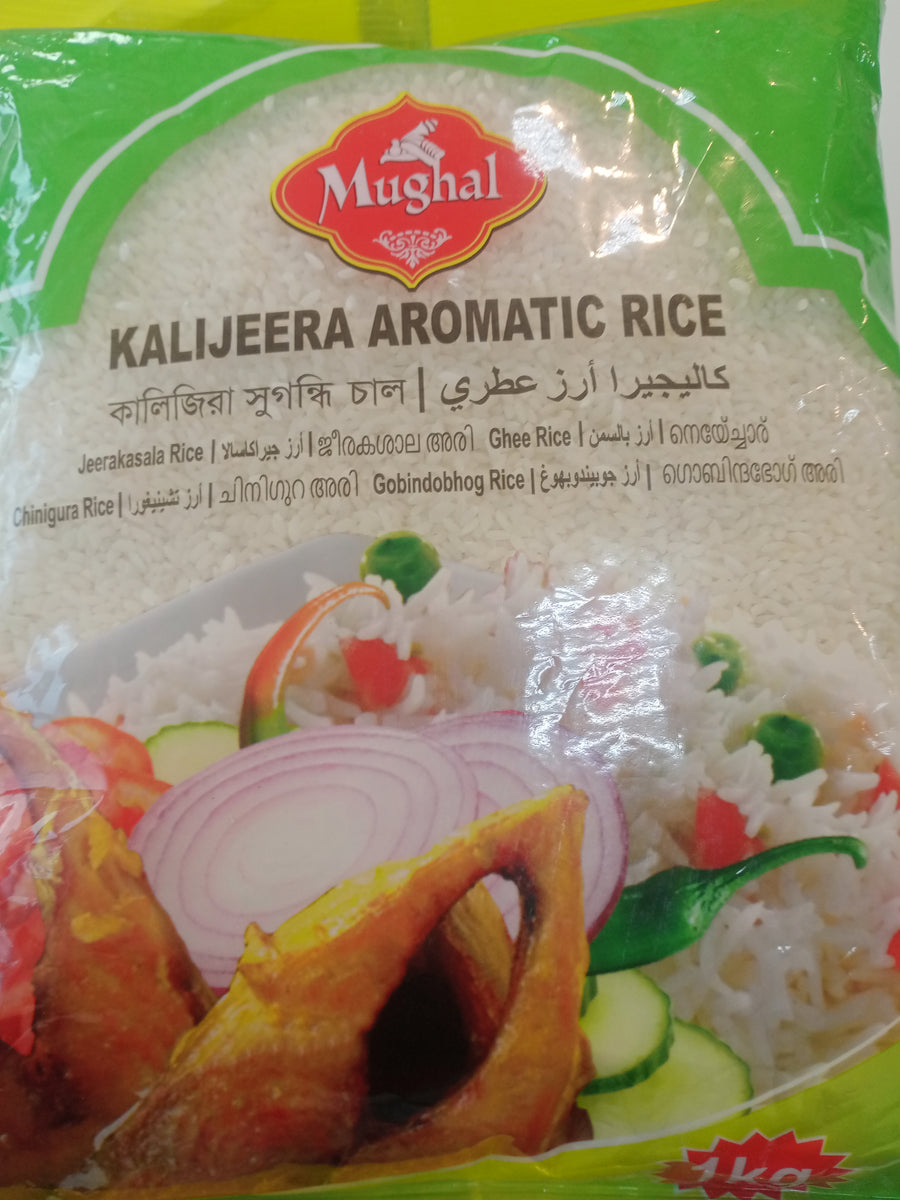 Mughal
KALIJEERA AROMATIC RICE
কালিজিরা সুগন্ধি চাল | كاليجيرا أرز عطري
Jeerakasala Rice | أرز جيراكاسالا | ജീരകശാല അരി Ghee Rice | أرز بالسمن | നെയ്ച്ചോർ
Chinigura Rice | أرز تشينيغورا | ചിനിഗുറ അരി Gobindobhog Rice | أرز جوبيندوبهوغ | ഗൊബിന്ദഭോഗ് അരി
1kg